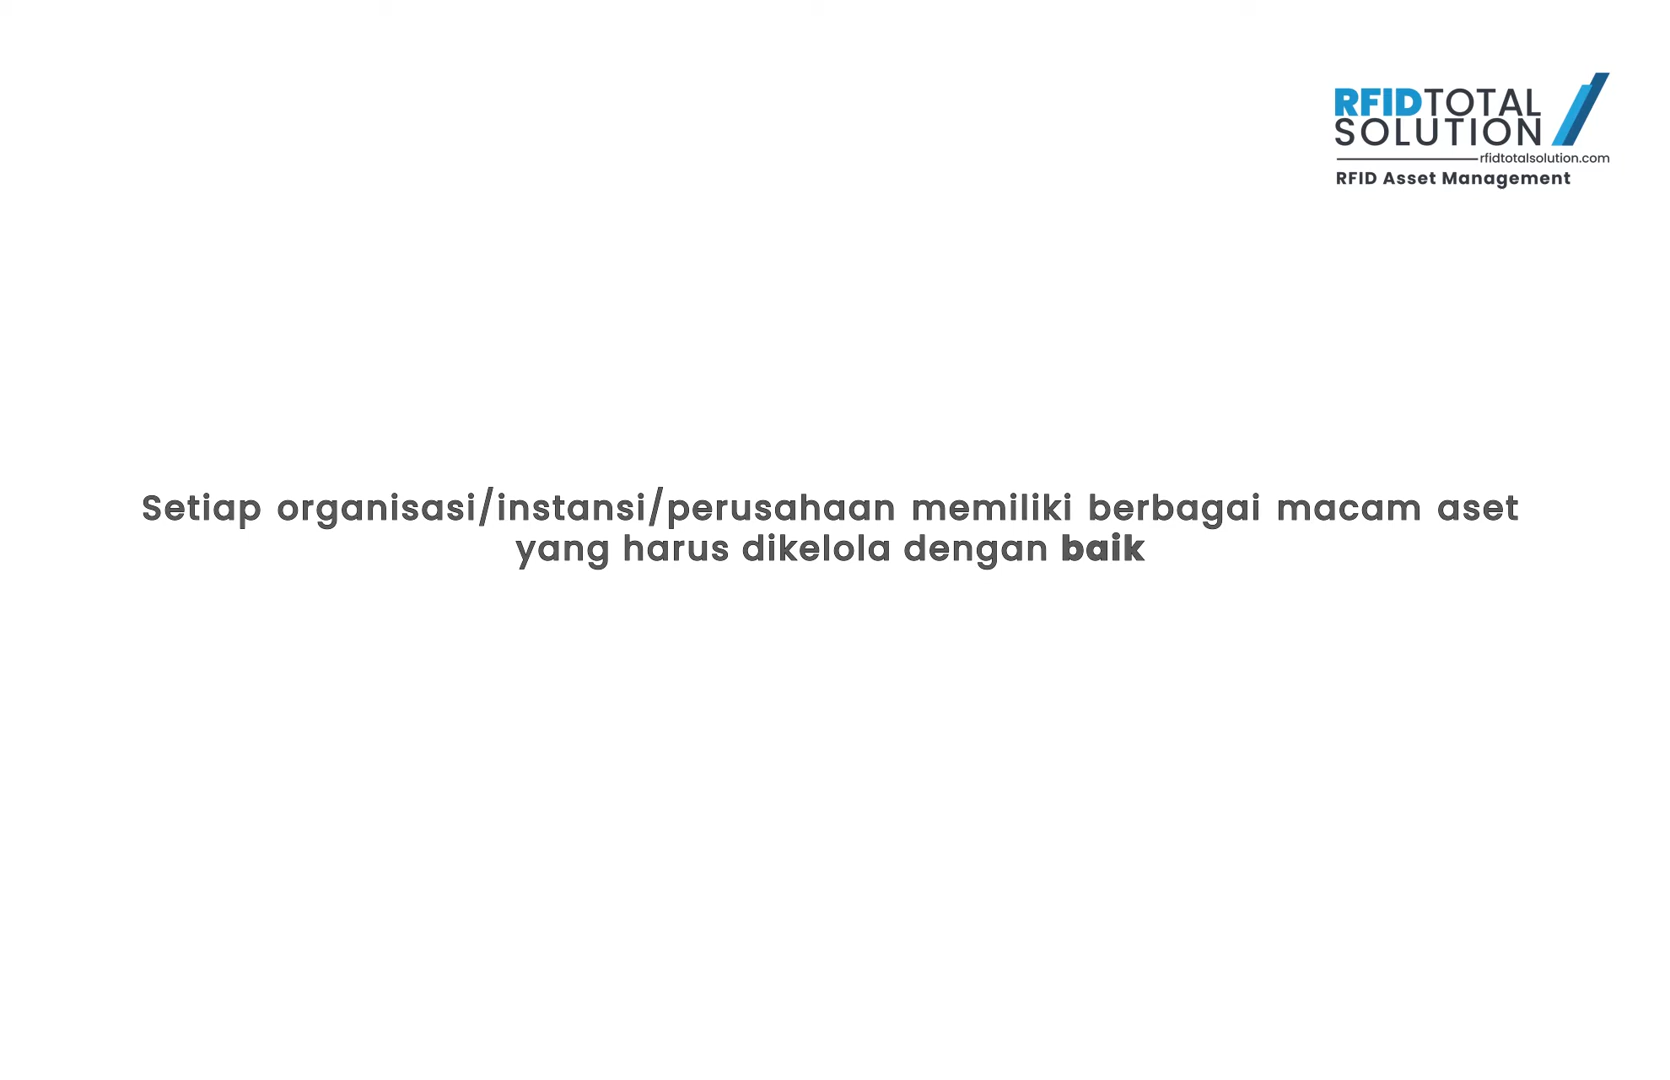 RFIDTOTAL
SOLUTION
rfidtotalsolution.com
RFID Asset Management
Setiap organisasi/instansi/perusahaan memiliki berbagai macam aset
yang harus dikelola dengan baik